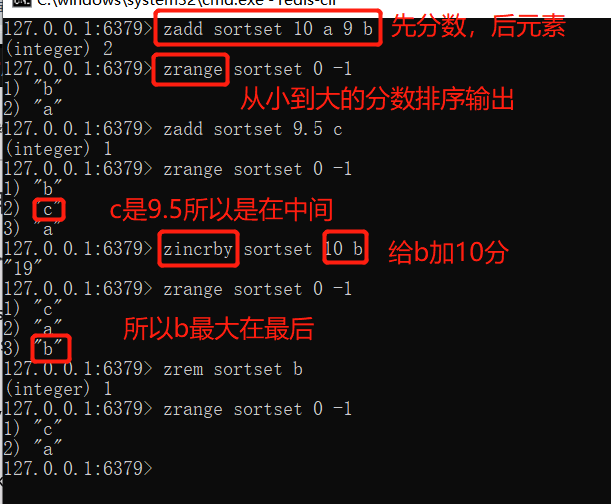 C:\windows\system32\cmd.exe - redis-cli
127.0.0.1:6379> zadd sortset 10 a 9 b 先分数，后元素
(integer) 2
127.0.0.1:6379> zrange sortset 0 -1
1) "b"
从小到大的分数排序输出
2) "a"
127.0.0.1:6379> zadd sortset 9.5 c
(integer) 1
127.0.0.1:6379> zrange sortset 0 -1
1) "b"
2) "c" c是9.5所以是在中间
3) "a"
127.0.0.1:6379> zincrby sortset 10 b 给b加10分
"19"
127.0.0.1:6379> zrange sortset 0 -1
1) "c"
2) "a" 所以b最大在最后
3) "b"
127.0.0.1:6379> zrem sortset b
(integer) 1
127.0.0.1:6379> zrange sortset 0 -1
1) "c"
2) "a"
127.0.0.1:6379>